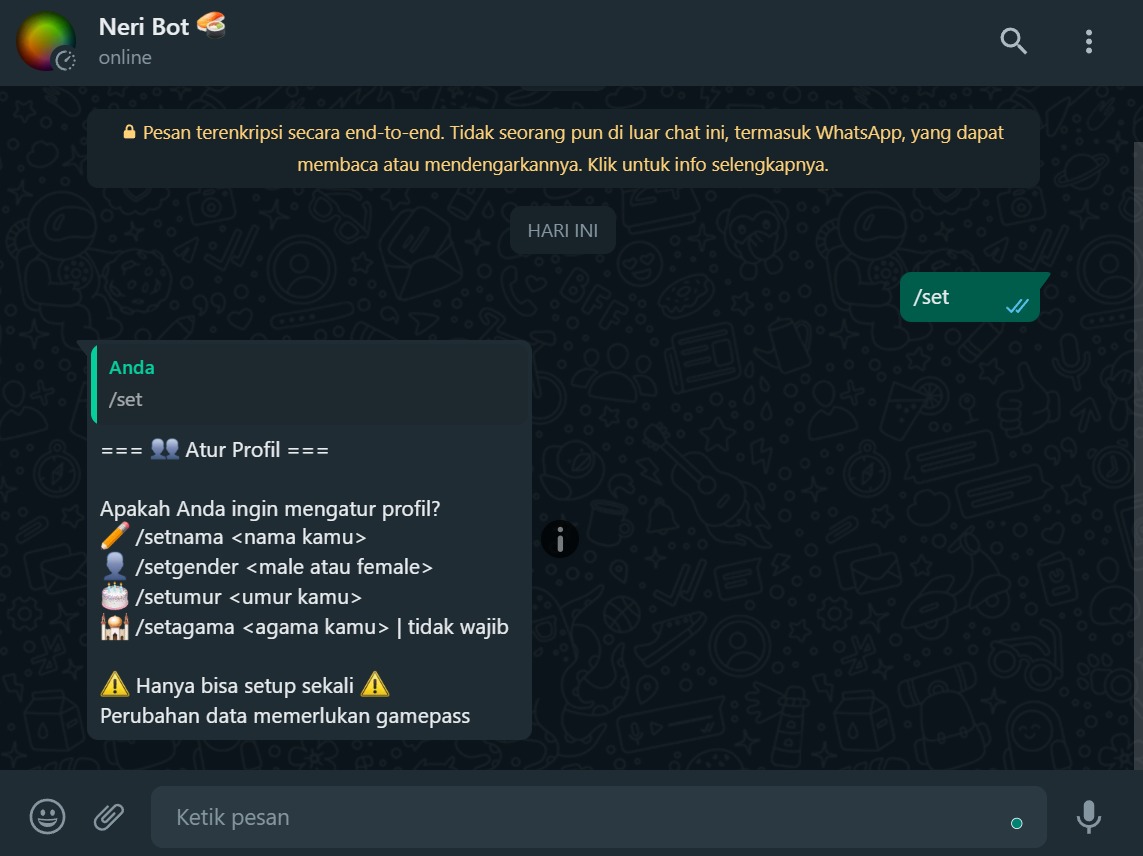 Neri Bot 🍣
online
🔒 Pesan terenkripsi secara end-to-end. Tidak seorang pun di luar chat ini, termasuk WhatsApp, yang dapat
membaca atau mendengarkannya. Klik untuk info selengkapnya.
HARI INI
/set
Anda
/set
=== 👥 Atur Profil ===
Apakah Anda ingin mengatur profil?
✏️ /setnama <nama kamu>
👤 /setgender <male atau female>
🎂 /setumur <umur kamu>
🕌 /setagama <agama kamu> | tidak wajib
⚠️ Hanya bisa setup sekali ⚠️
Perubahan data memerlukan gamepass
Ketik pesan